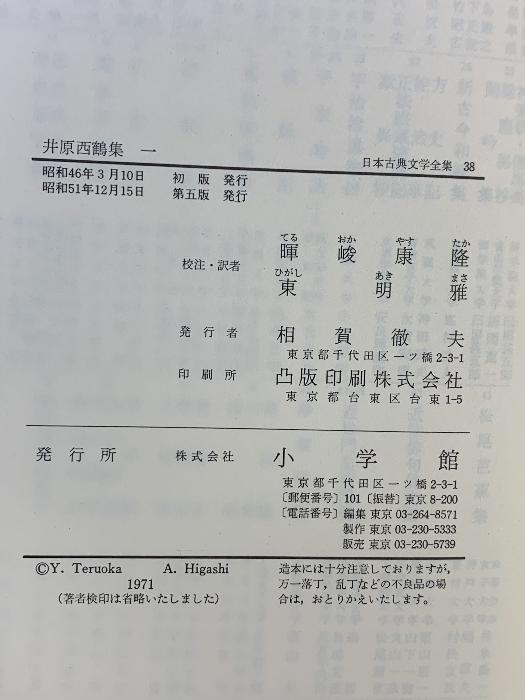 井原西鶴集 一
日本古典文学全集 38
昭和46年3月10日 初版 発行
昭和51年12月15日 第五版 発行
校注・訳者
てる おか やす たか
暉峻康隆
ひがし あき まさ
東明雅
発行者 相賀徹夫
東京都千代田区一ツ橋2-3-1
印刷所 凸版印刷株式会社
東京都台東区台東1-5
発行所 株式会社 小学館
東京都千代田区一ツ橋2-3-1
〔郵便番号〕101〔振替〕東京8-200
〔電話番号〕編集 東京03-264-8571
製作 東京03-230-5333
販売 東京03-230-5739
©Y. Teruoka A. Higashi
1971
(著者検印は省略いたしました)
造本には十分注意しておりますが,
万一落丁,乱丁などの不良品の場
合は,おとりかえいたします。